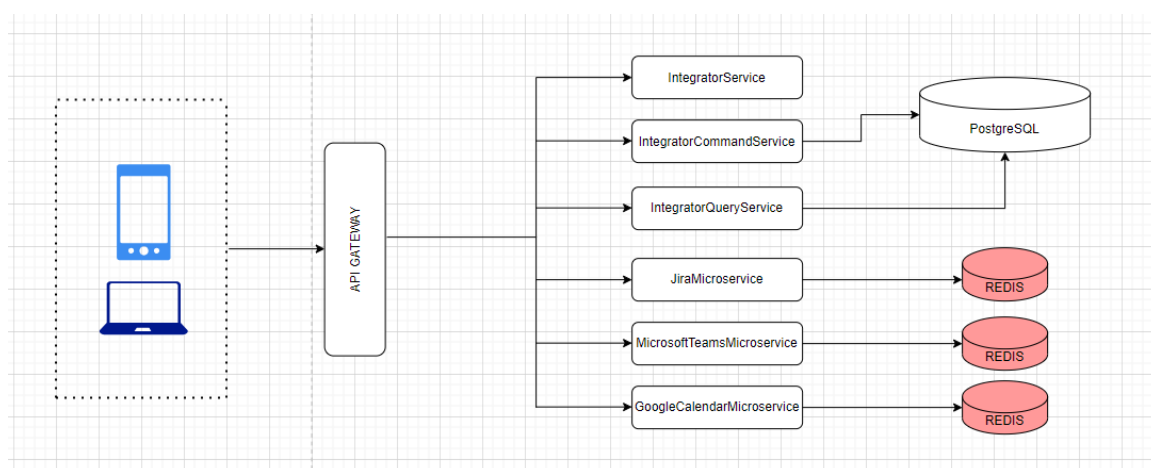 IntegratorService
IntegratorCommandService
PostgreSQL
IntegratorQueryService
API GATEWAY
JiraMicroservice
REDIS
MicrosoftTeamsMicroservice
REDIS
GoogleCalendarMicroservice
REDIS